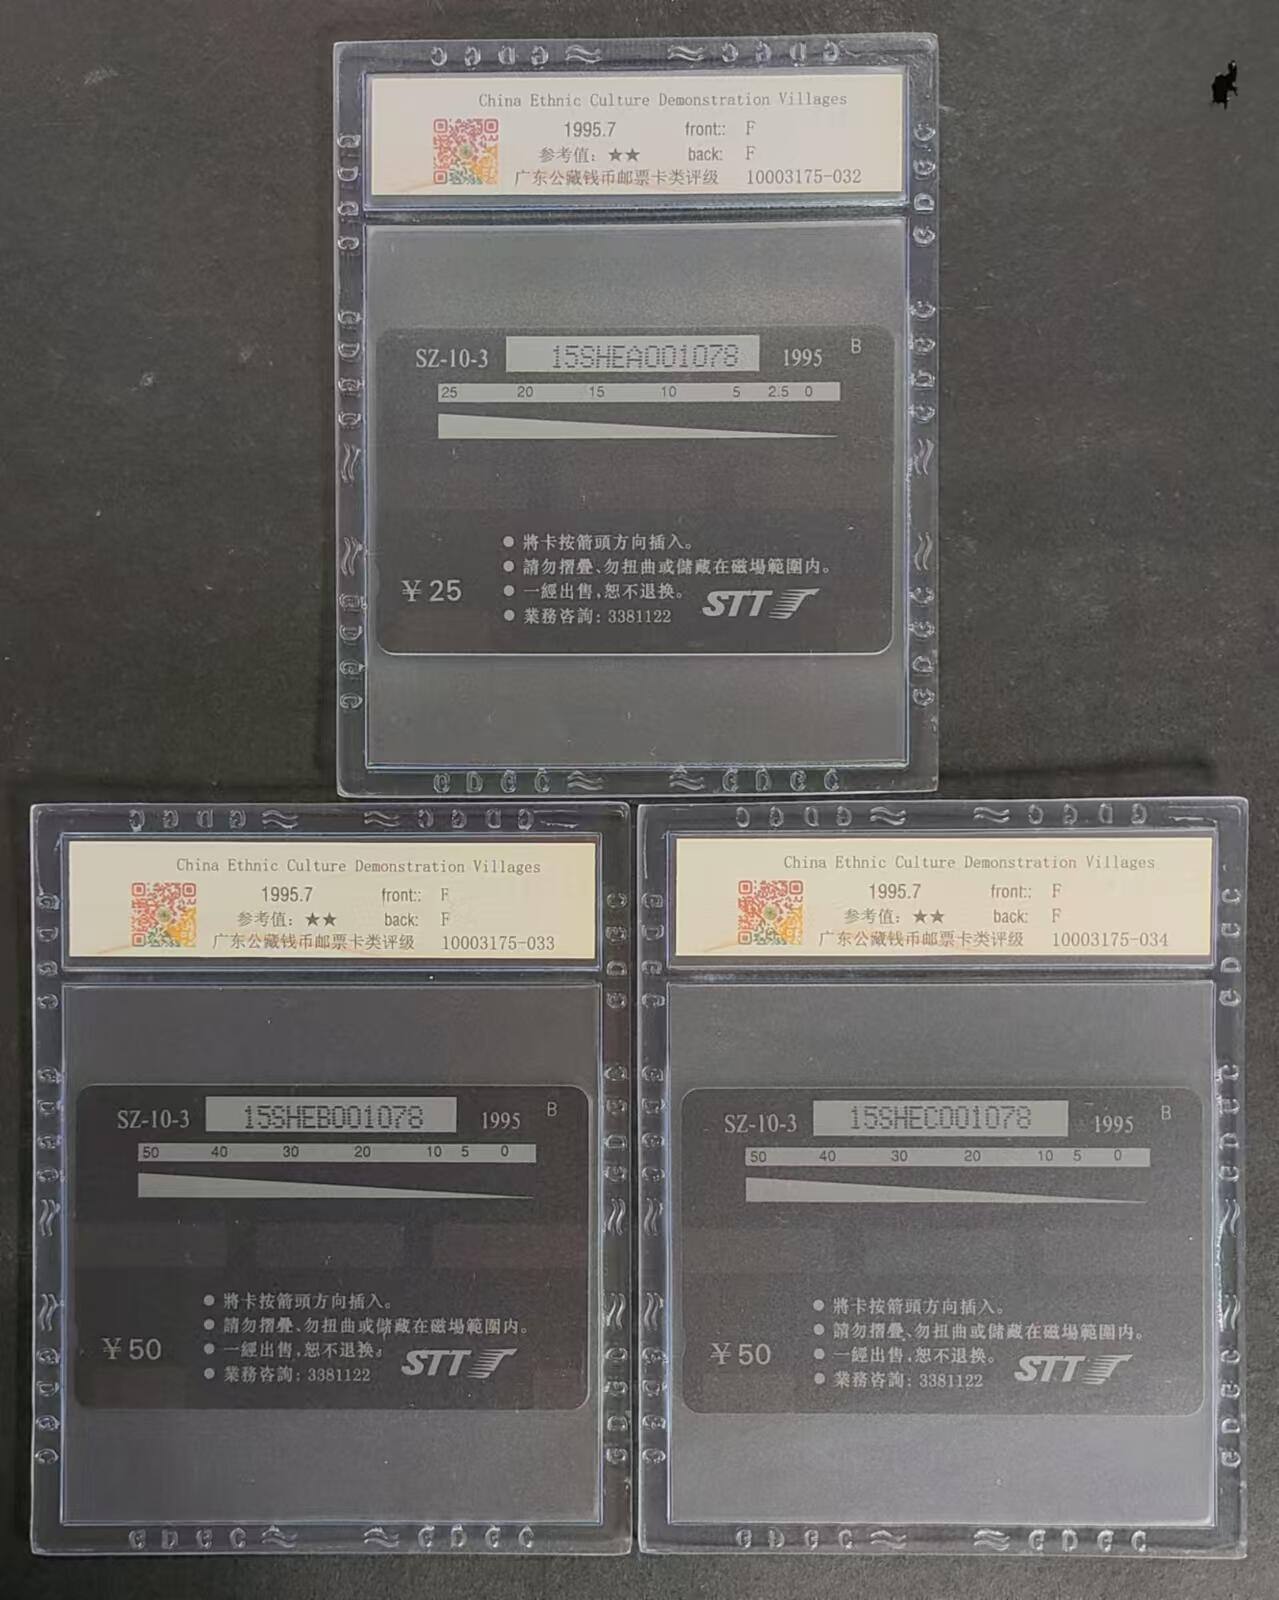 China Ethnic Culture Demonstration Villages
1995.7 front:: F
参考值：★★ back: F
广东公藏钱币邮票卡类评级 10003175-032
SZ-10-3 15SHEA001078 1995 B
25 20 15 10 5 2.5 0
● 將卡按箭頭方向插入。
● 請勿摺疊、勿扭曲或儲藏在磁場範圍内。
● 一經出售，恕不退换。
● 業務咨詢：3381122
￥25
STT
China Ethnic Culture Demonstration Villages
1995.7 front:: F
参考值：★★ back: F
广东公藏钱币邮票卡类评级 10003175-033
SZ-10-3 15SHEB001078 1995 B
50 40 30 20 10 5 0
● 將卡按箭頭方向插入。
● 請勿摺疊、勿扭曲或儲藏在磁場範圍内。
● 一經出售，恕不退换。
● 業務咨詢：3381122
￥50
STT
China Ethnic Culture Demonstration Villages
1995.7 front:: F
参考值：★★ back: F
广东公藏钱币邮票卡类评级 10003175-034
SZ-10-3 15SHEC001078 1995 B
50 40 30 20 10 5 0
● 將卡按箭頭方向插入。
● 請勿摺疊、勿扭曲或儲藏在磁場範圍内。
● 一經出售，恕不退换。
● 業務咨詢：3381122
￥50
STT